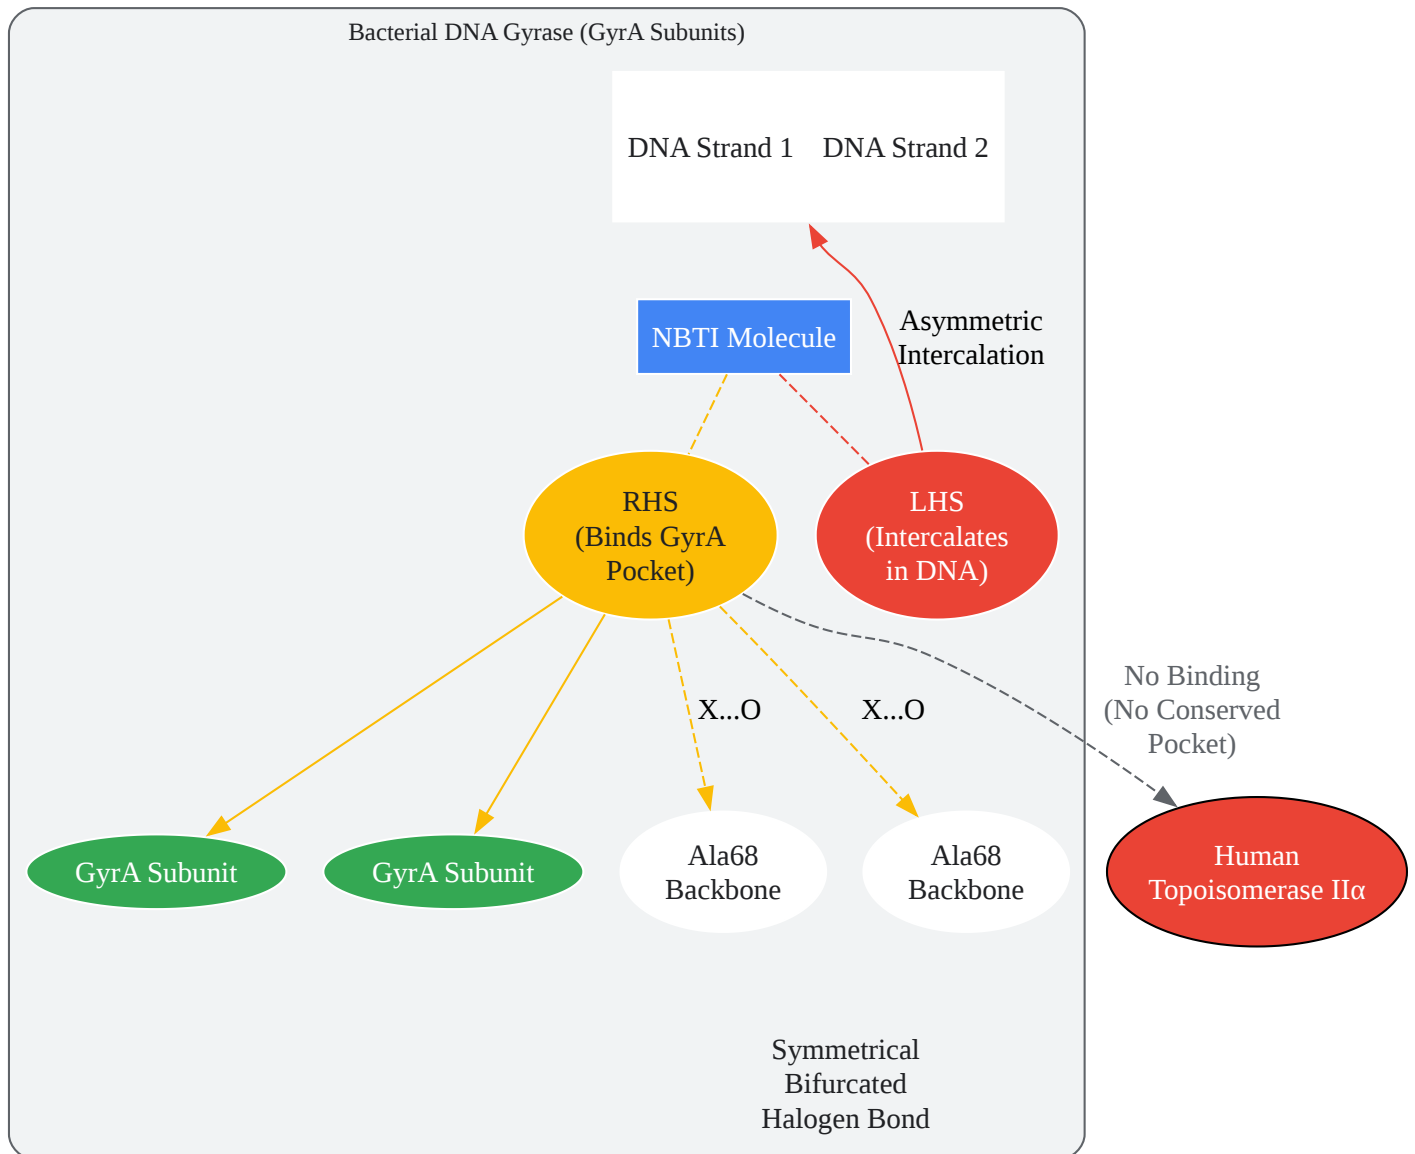 Bacterial DNA Gyrase (GyrA Subunits)
DNA Strand 1 DNA Strand 2
NBTI Molecule
Asymmetric
Intercalation
RHS
(Binds GyrA
Pocket)
LHS
(Intercalates
in DNA)
X...O
X...O
No Binding
(No Conserved
Pocket)
GyrA Subunit
GyrA Subunit
Ala68
Backbone
Ala68
Backbone
Human
Topoisomerase IIα
Symmetrical
Bifurcated
Halogen Bond